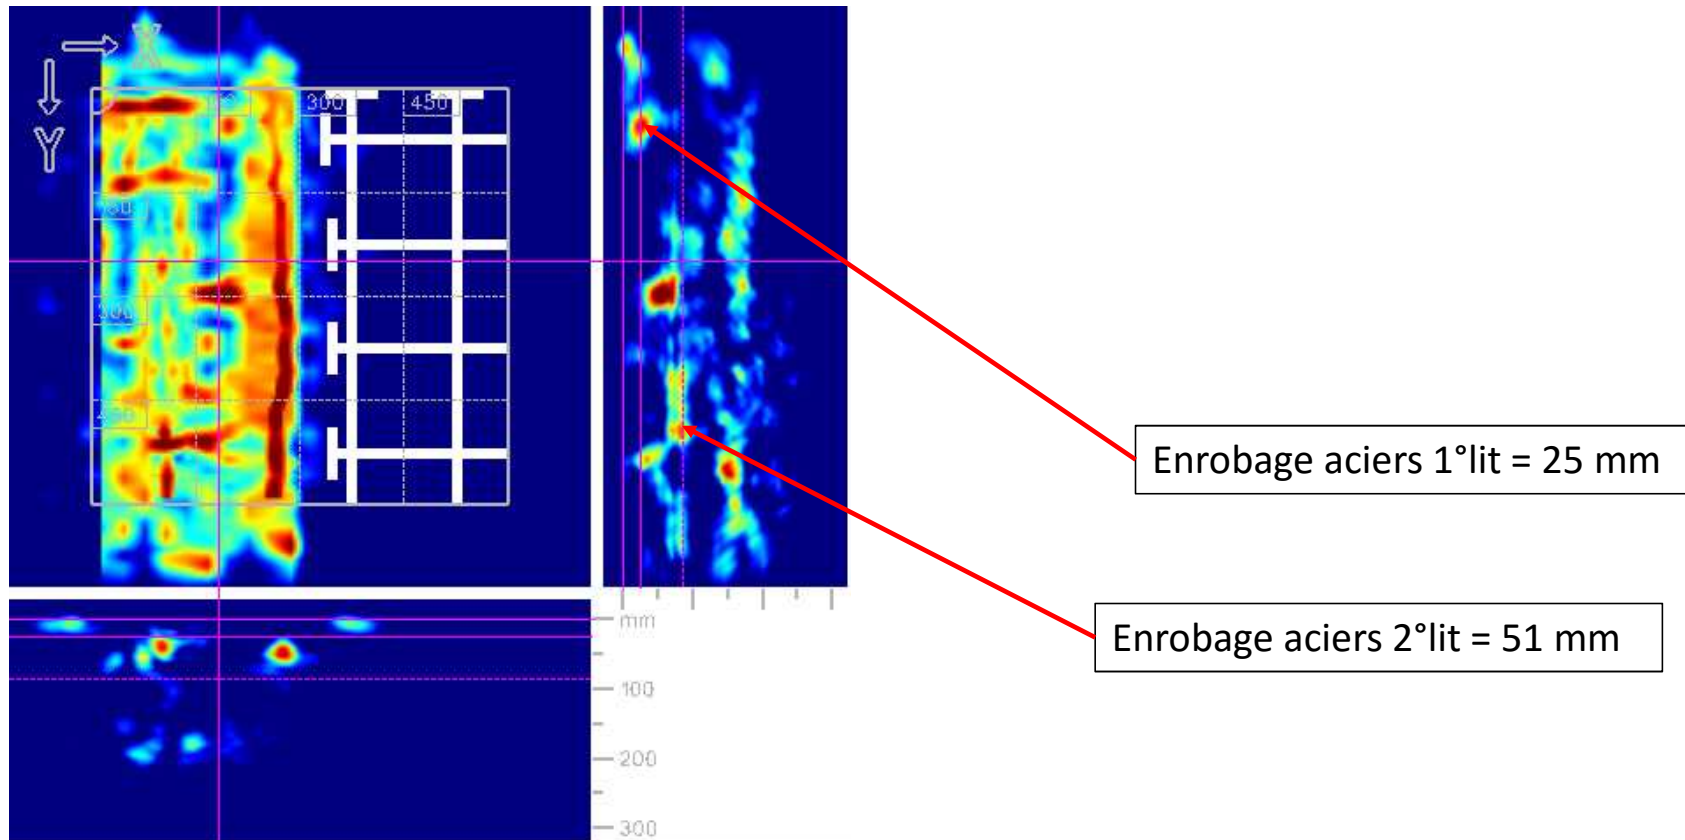 X
Y
300
450
300
450
Enrobage aciers 1°lit = 25 mm
Enrobage aciers 2°lit = 51 mm
mm
100
200
300